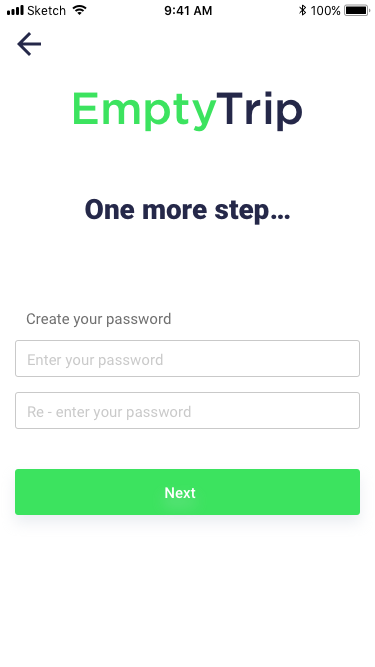 Sketch 9:41 AM 100%
EmptyTrip
One more step...
Create your password
Enter your password
Re - enter your password
Next